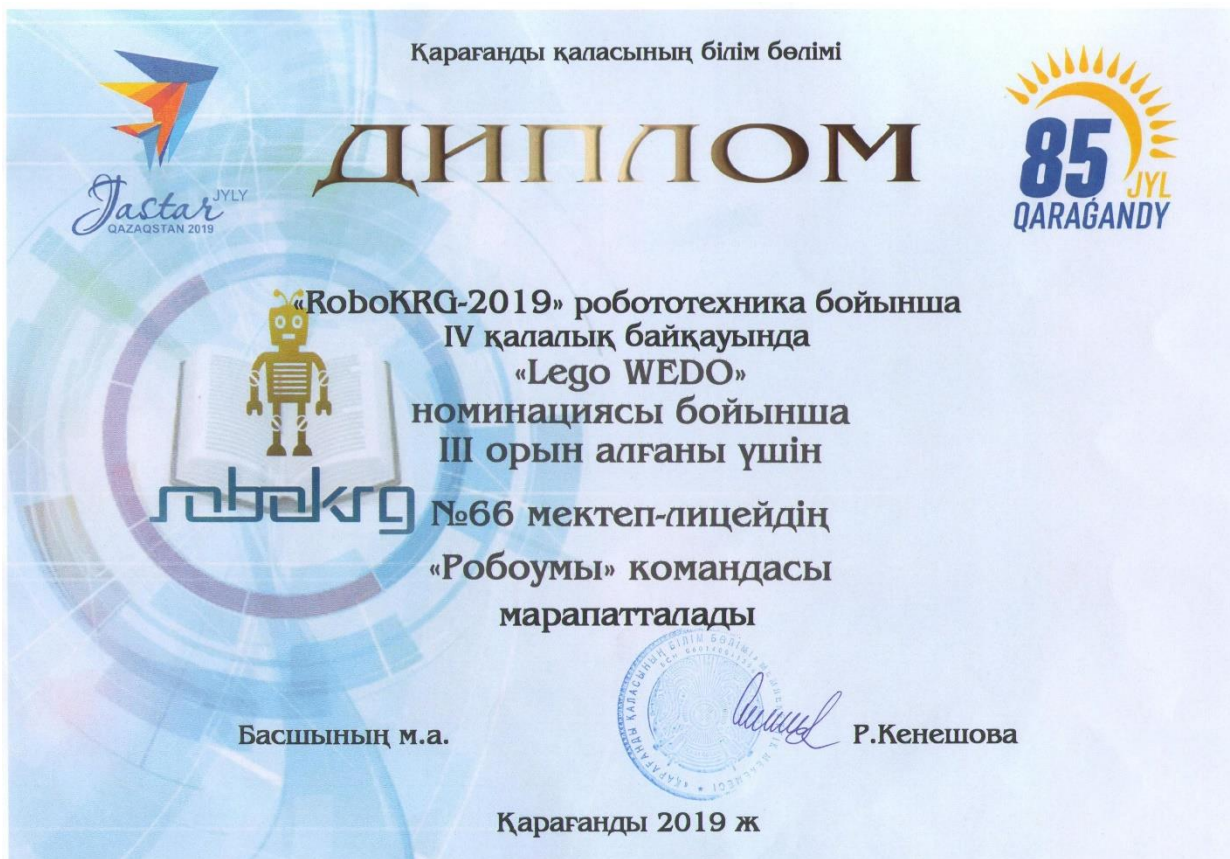 Қарағанды қаласының білім бөлімі
ДИПЛОМ
Jastar JYLY
QAZAQSTAN 2019
85
JYL
QARAǴANDY
«RoboKRG-2019» робототехника бойынша
IV қалалық байқауында
«Lego WEDO»
номинациясы бойынша
III орын алғаны үшін
robokrg
№66 мектеп-лицейдің
«Робоумы» командасы
марапатталады
Басшының м.а.
Р.Кенешова
Қарағанды 2019 ж